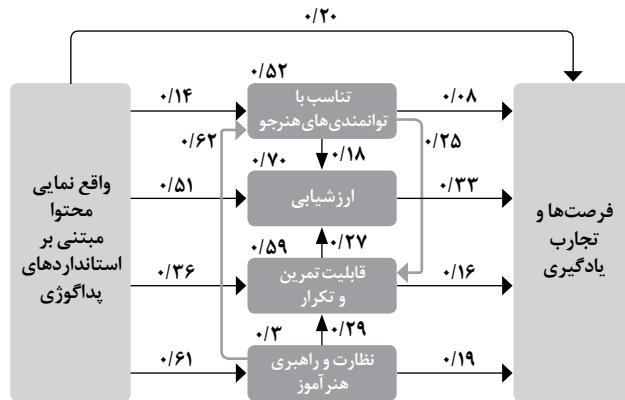 ۰/۲۰
۰/۵۲
تناسب با
توانمندی‌های هنرجو
۰/۱۴
۰/۰۸
۰/۶۲
۰/۲۵
۰/۷۰
۰/۱۸
واقع نمایی
محتوا
مبتنی بر
استانداردهای
پداگوژی
۰/۵۱
ارزشیابی
۰/۳۳
فرصت‌ها و
تجارب
یادگیری
۰/۵۹
۰/۲۷
۰/۳۶
قابلیت تمرین
و تکرار
۰/۱۶
۰/۳
۰/۲۹
۰/۶۱
نظارت و راهبری
هنرآموز
۰/۱۹